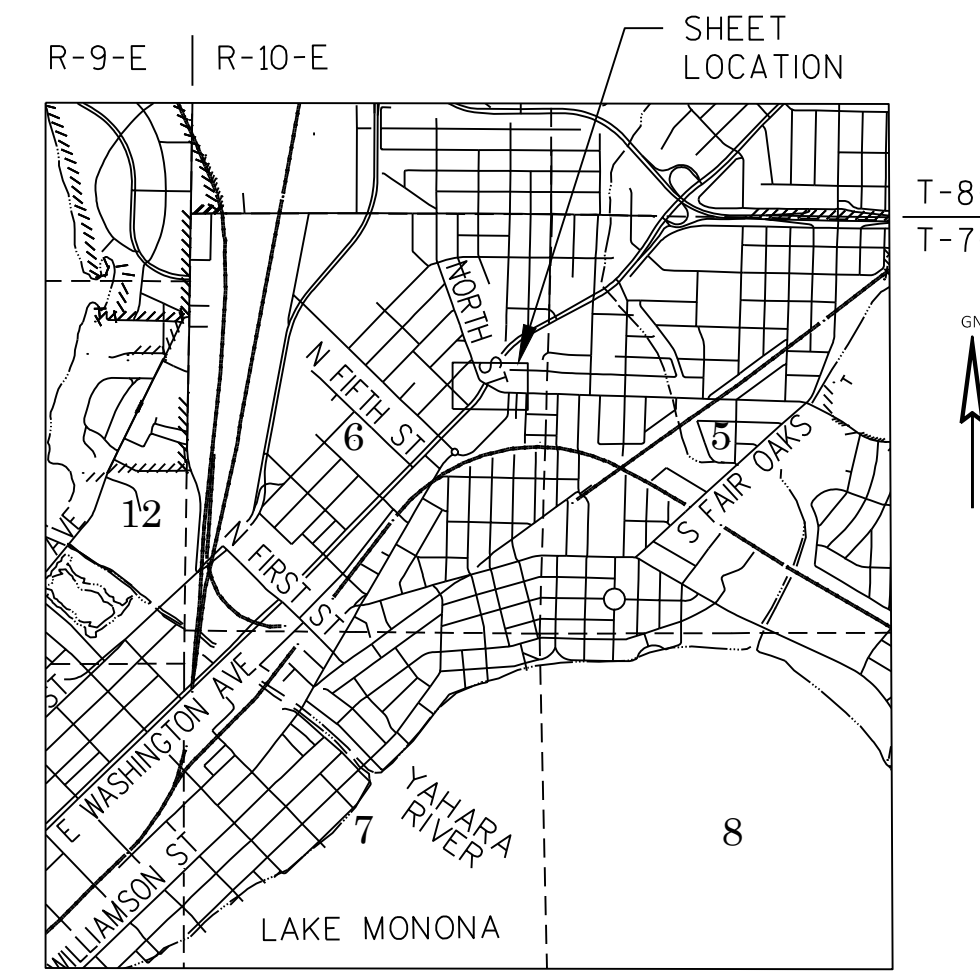 R-9-E
R-10-E
SHEET
LOCATION
T-8
T-7
GN
NORTH ST
N FIFTH ST
6
5
S FAIR OAKS
12
AVE
N FIRST ST
ST
E WASHINGTON AVE
YAHARA
RIVER
7
8
WILLIAMSON ST
LAKE MONONA